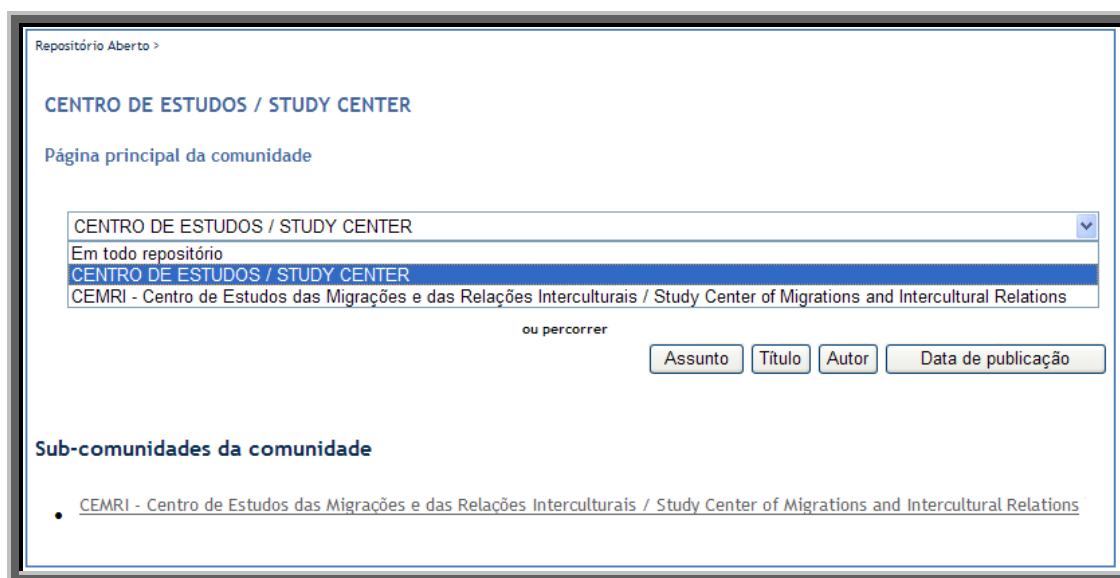 Repositório Aberto >
CENTRO DE ESTUDOS / STUDY CENTER
Página principal da comunidade
CENTRO DE ESTUDOS / STUDY CENTER
Em todo repositório
CENTRO DE ESTUDOS / STUDY CENTER
CEMRI - Centro de Estudos das Migrações e das Relações Interculturais / Study Center of Migrations and Intercultural Relations
ou percorrer
Assunto Título Autor Data de publicação
Sub-comunidades da comunidade
• CEMRI - Centro de Estudos das Migrações e das Relações Interculturais / Study Center of Migrations and Intercultural Relations